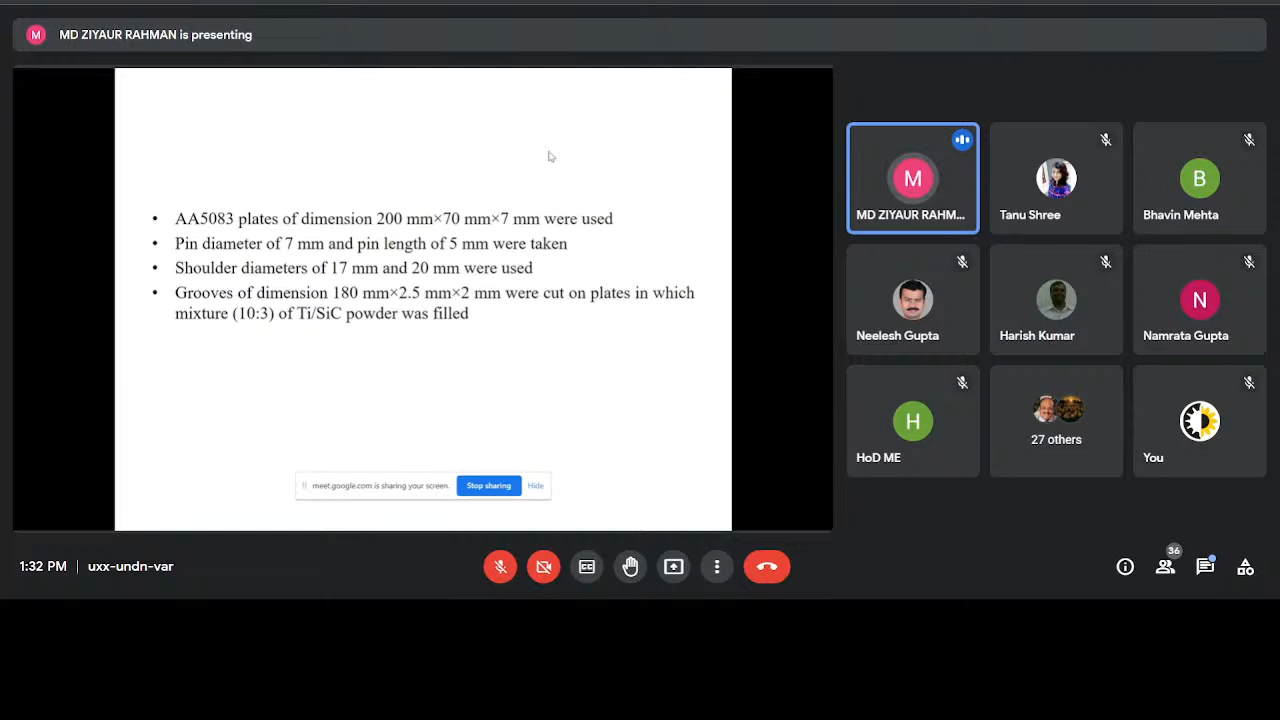 M MD ZIYAUR RAHMAN is presenting
• AA5083 plates of dimension 200 mm×70 mm×7 mm were used
• Pin diameter of 7 mm and pin length of 5 mm were taken
• Shoulder diameters of 17 mm and 20 mm were used
• Grooves of dimension 180 mm×2.5 mm×2 mm were cut on plates in which
mixture (10:3) of Ti/SiC powder was filled
meet.google.com is sharing your screen. Stop sharing Hide
M
MD ZIYAUR RAHM...
Tanu Shree
B
Bhavin Mehta
Neelesh Gupta
Harish Kumar
N
Namrata Gupta
H
HoD ME
27 others
You
1:32 PM | uxx-undn-var
36